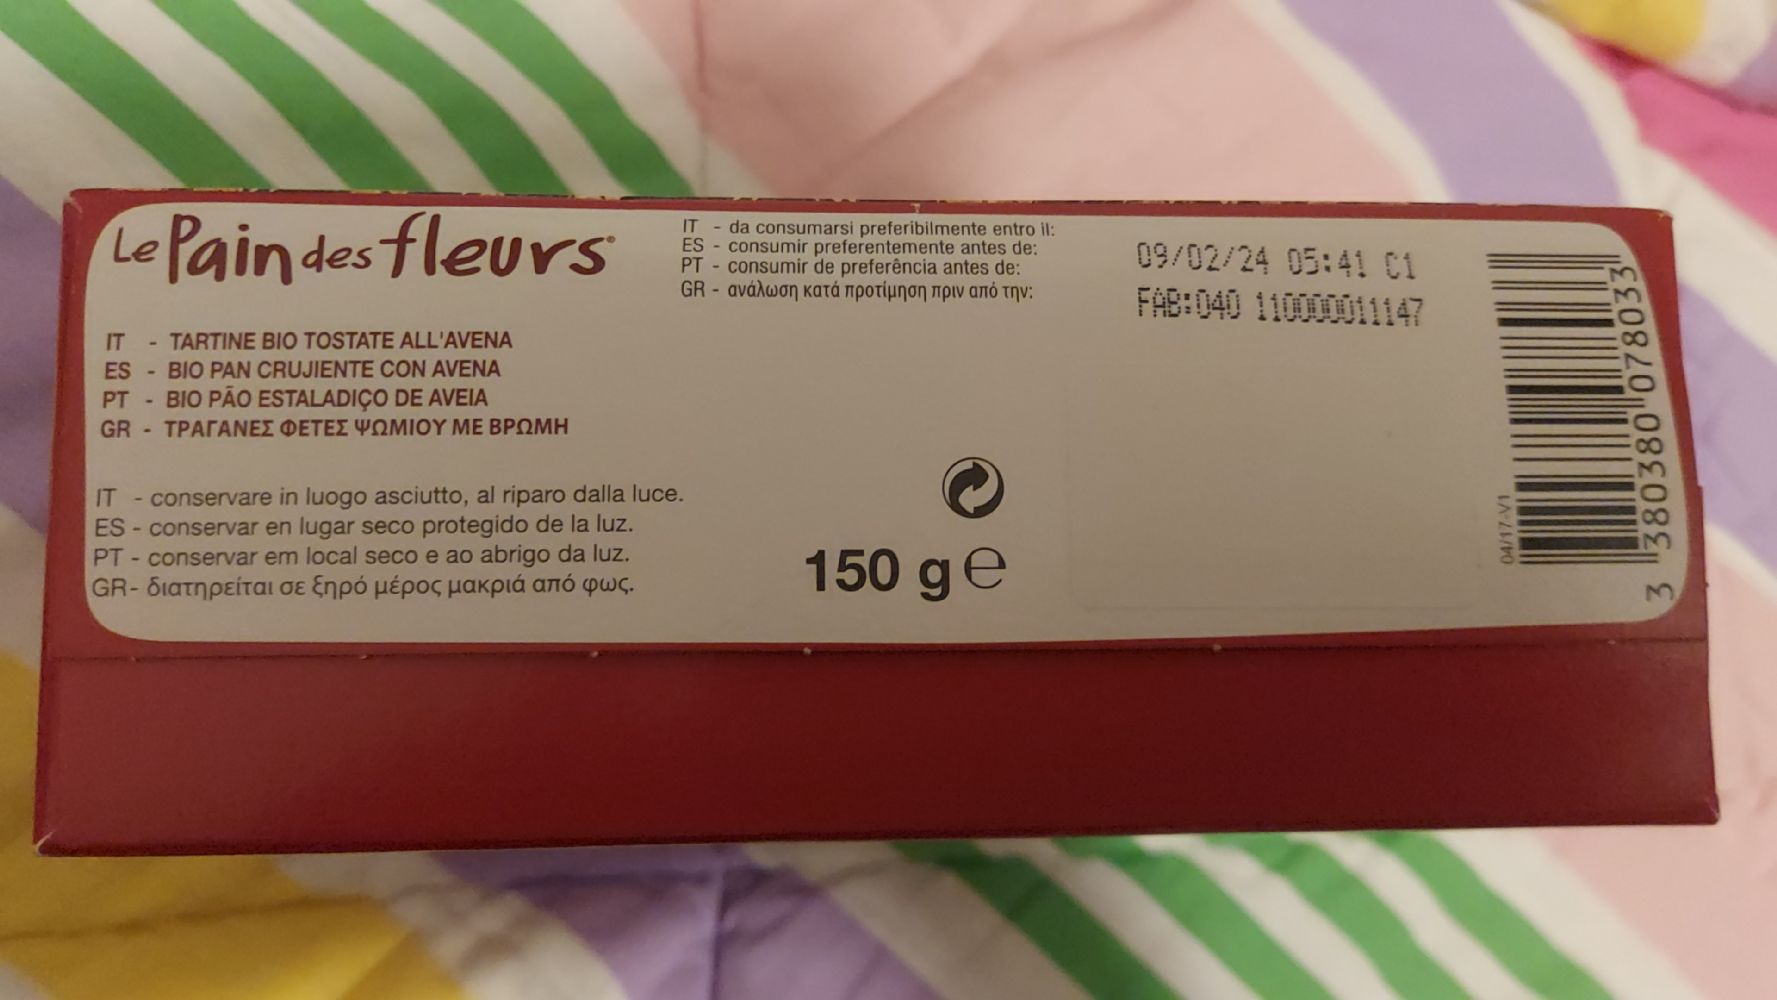 Le Pain des fleurs®
IT - TARTINE BIO TOSTATE ALL'AVENA
ES - BIO PAN CRUJIENTE CON AVENA
PT - BIO PÃO ESTALADIÇO DE AVEIA
GR - ΤΡΑΓΑΝΕΣ ΦΕΤΕΣ ΨΩΜΙΟΥ ΜΕ ΒΡΩΜΗ
IT - conservare in luogo asciutto, al riparo dalla luce.
ES - conservar en lugar seco protegido de la luz.
PT - conservar em local seco e ao abrigo da luz.
GR- διατηρείται σε ξηρό μέρος μακριά από φως.
IT - da consumarsi preferibilmente entro il:
ES - consumir preferentemente antes de:
PT - consumir de preferência antes de:
GR - ανάλωση κατά προτίμηση πριν από την:
150 g ℮
09/02/24 05:41 C1
FAB:040 110000011147
04/17-V1
3 380380 078033